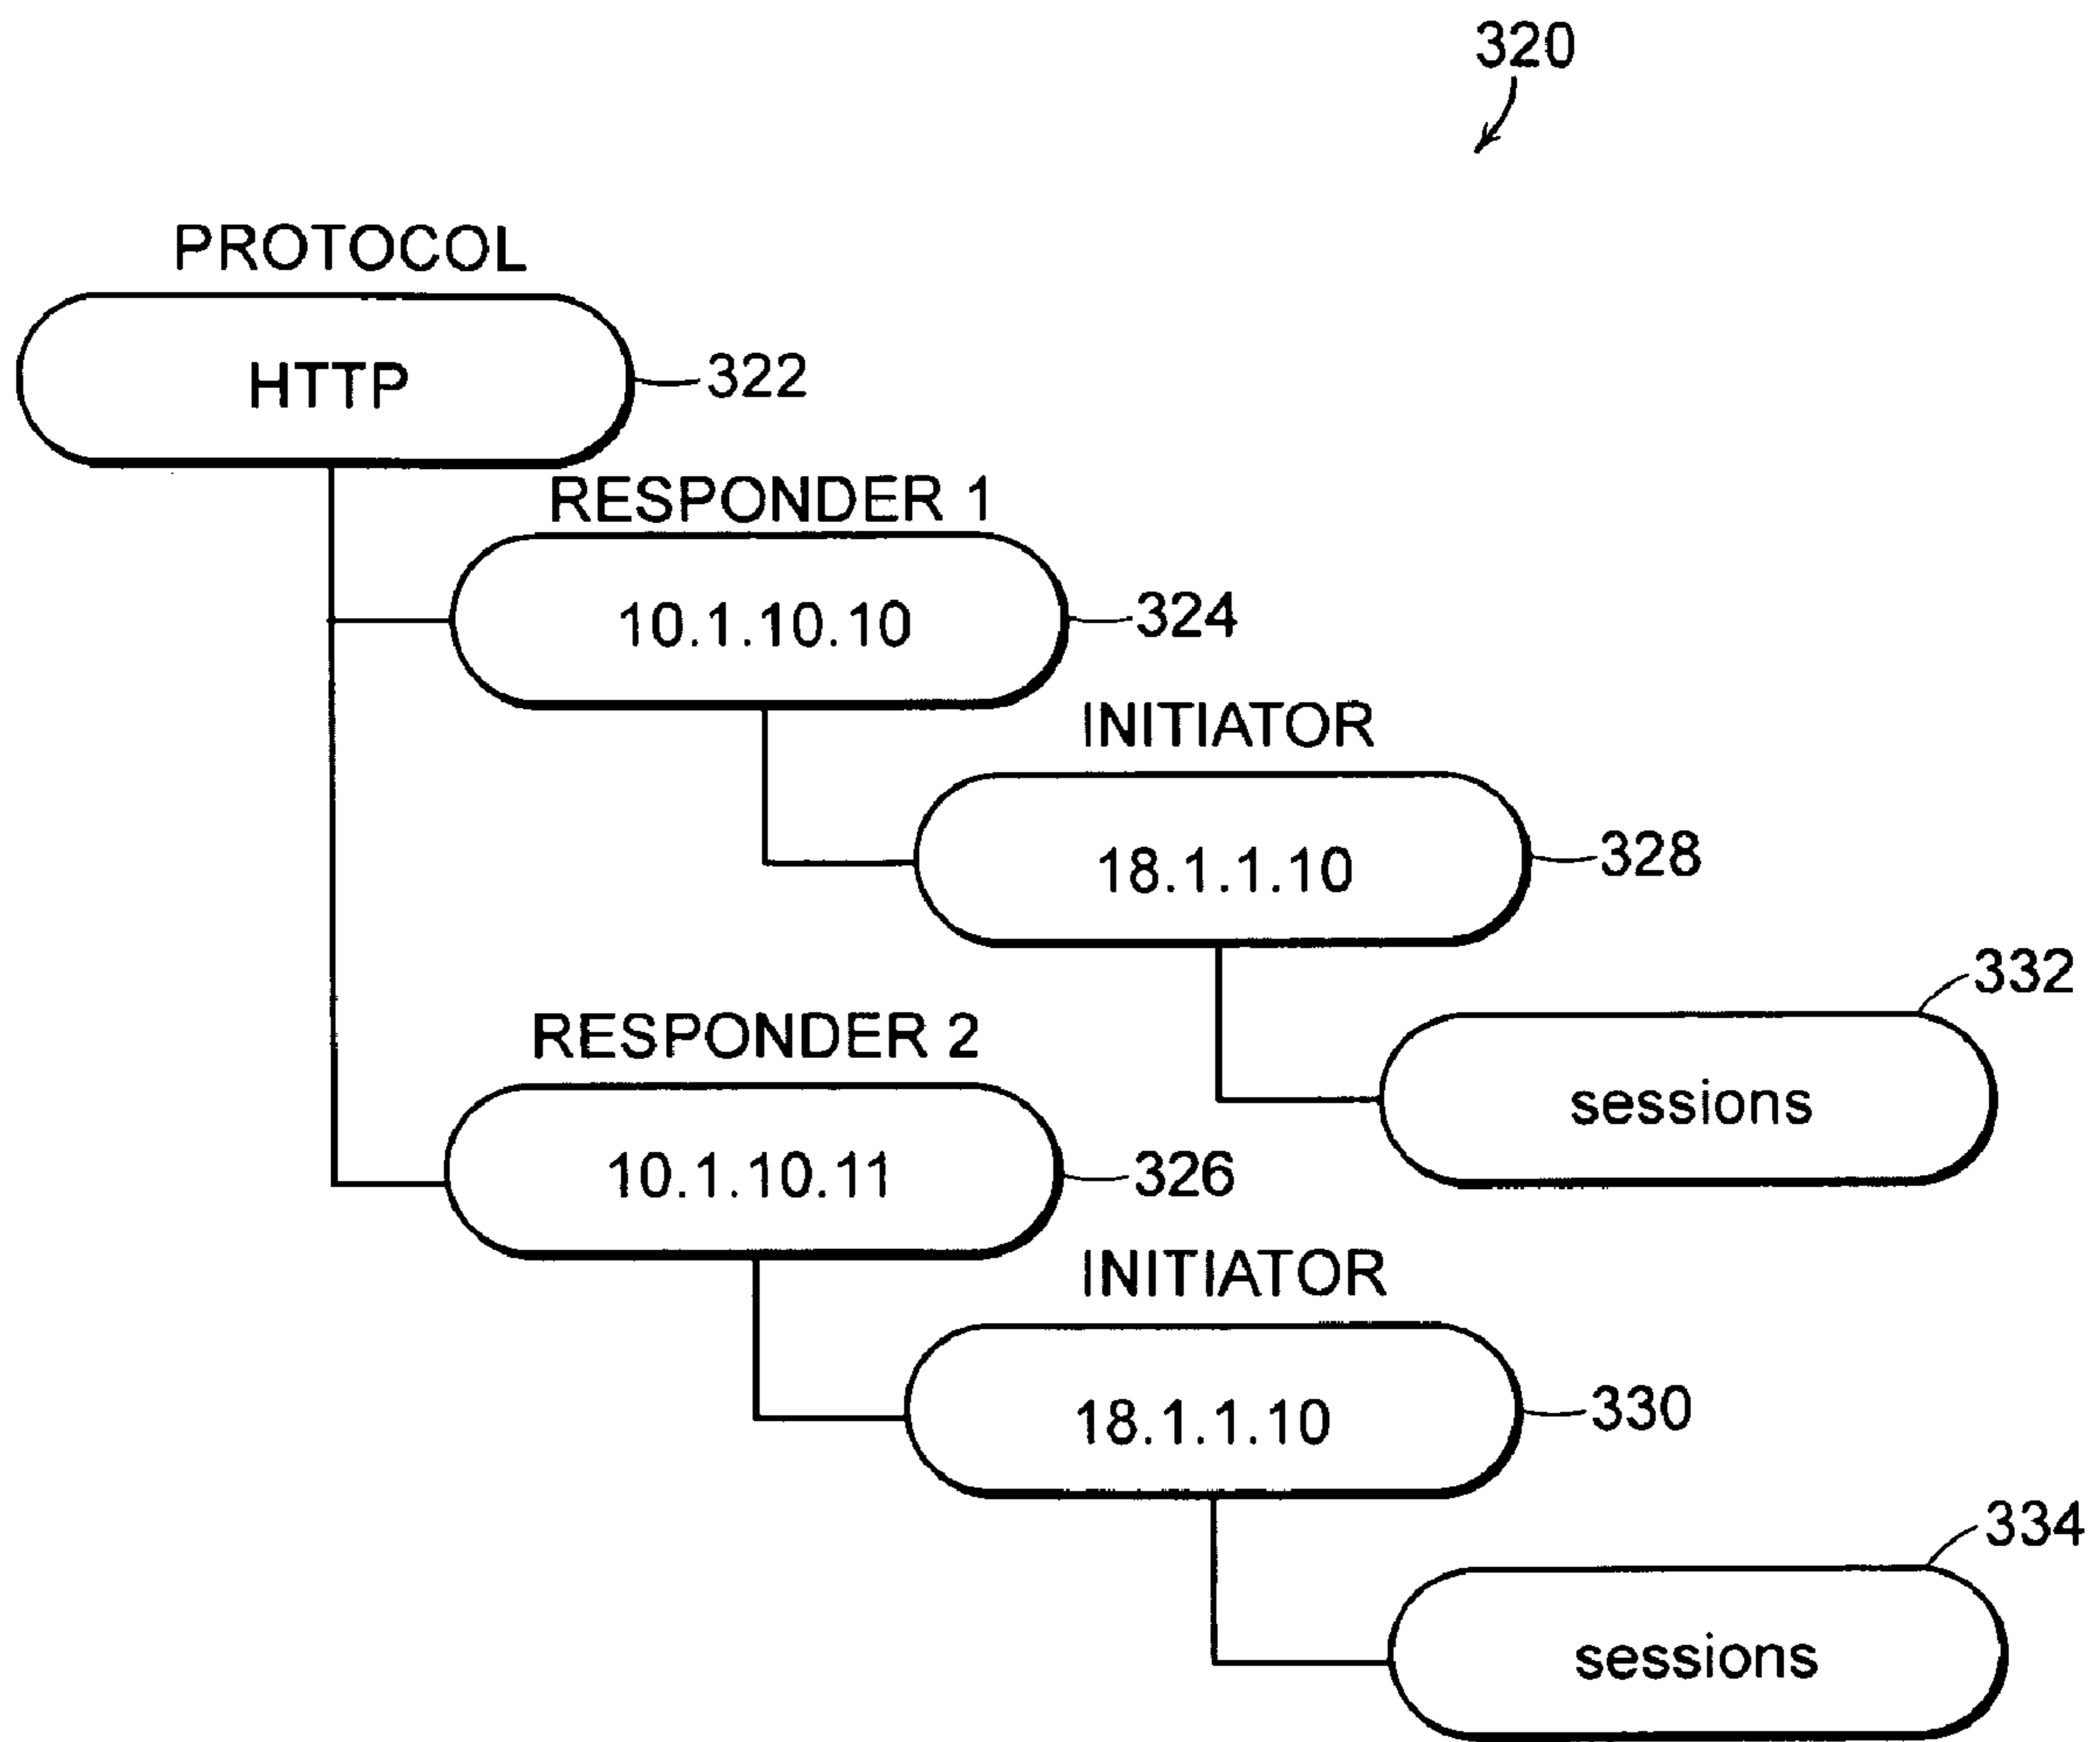 320
PROTOCOL
HTTP
322
RESPONDER 1
10.1.10.10
324
INITIATOR
18.1.1.10
328
332
sessions
RESPONDER 2
10.1.10.11
326
INITIATOR
18.1.1.10
330
334
sessions